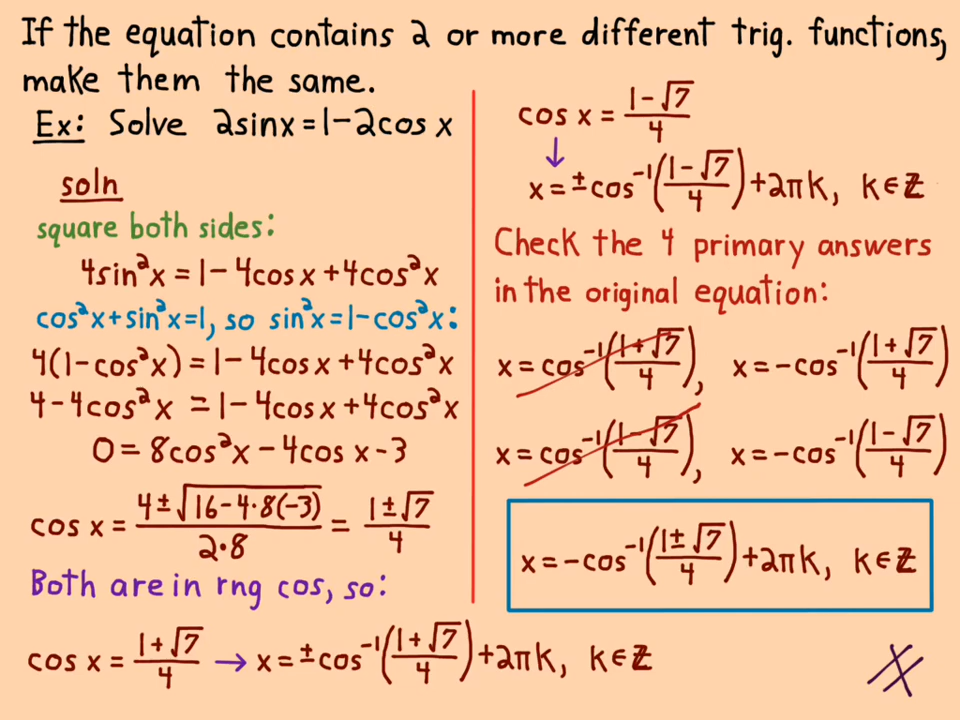 If the equation contains 2 or more different trig. functions,
make them the same.
Ex: Solve 2sinx=1-2cos x
soln
square both sides:
4sin²x=1-4cosx+4cos²x
cos²x+sin²x=1, so sin²x=1-cos²x:
4(1-cos²x)=1-4cosx+4cos²x
4-4cos²x=1-4cosx+4cos²x
0=8cos²x-4cosx-3
cos x = (4±√(16-4·8(-3)))/(2·8) = (1±√7)/4
Both are in rng cos, so:
cos x = (1+√7)/4 → x=±cos⁻¹((1+√7)/4)+2πk, k∈ℤ
cos x = (1-√7)/4
↓
x=±cos⁻¹((1-√7)/4)+2πk, k∈ℤ
Check the 4 primary answers
in the original equation:
x=cos⁻¹((1+√7)/4), x=-cos⁻¹((1+√7)/4)
x=cos⁻¹((1-√7)/4), x=-cos⁻¹((1-√7)/4)
x=-cos⁻¹((1±√7)/4)+2πk, k∈ℤ